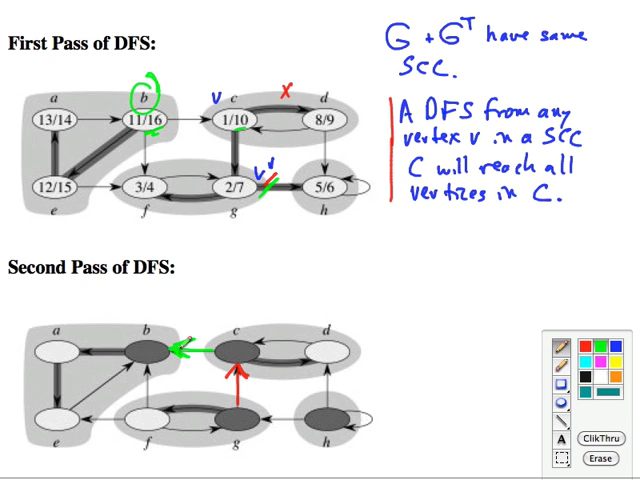 First Pass of DFS:
G + Gᵀ have same
SCC.
A DFS from any
vertex v in a SCC
C will reach all
vertices in C.
a b v c x d
13/14 11/16 1/10 8/9
v v
12/15 3/4 2/7 5/6
e f g h
Second Pass of DFS:
a b c d
e f g h
A ClikThru
Erase